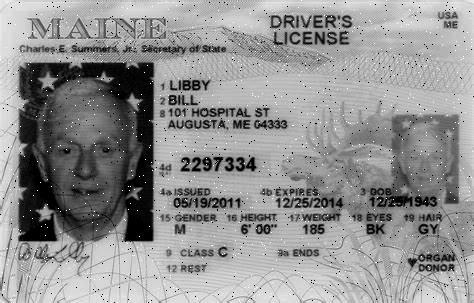 MAINE
DRIVER'S
LICENSE
USA
ME
Charles E. Summers, Jr., Secretary of State
1 LIBBY
2 BILL
8 101 HOSPITAL ST
AUGUSTA, ME 04333
4d 2297334
4a ISSUED 4b EXPIRES 3 DOB
05/19/2011 12/25/2014 12/25/1943
15 GENDER 16 HEIGHT 17 WEIGHT 18 EYES 19 HAIR
M 6' 00" 185 BK GY
9 CLASS C 9a ENDS
12 REST
♥ORGAN
DONOR